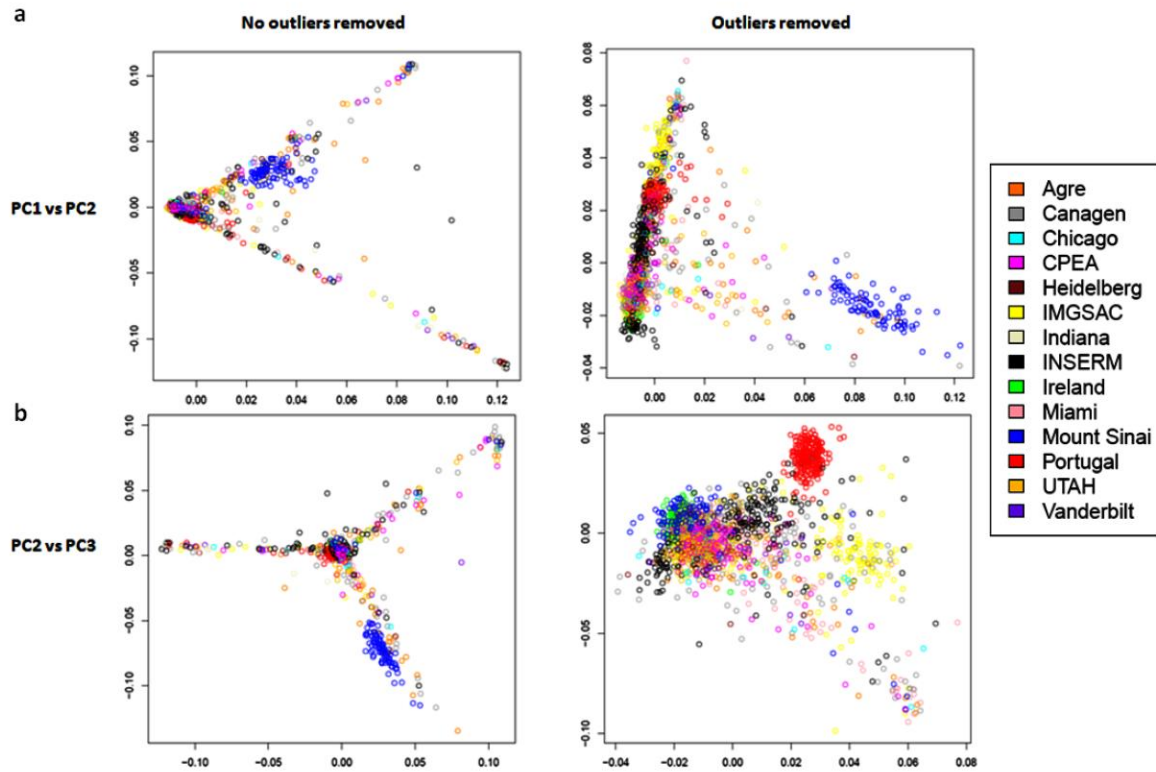 a
No outliers removed
Outliers removed
PC1 vs PC2
0.10
0.05
0.00
−0.05
−0.10
0.00 0.02 0.04 0.06 0.08 0.10 0.12
0.08
0.06
0.04
0.02
0.00
−0.02
−0.04
0.00 0.02 0.04 0.06 0.08 0.10 0.12
b
PC2 vs PC3
0.10
0.05
0.00
−0.05
−0.10
−0.10 −0.05 0.00 0.05 0.10
0.05
0.00
−0.05
−0.10
−0.04 −0.02 0.00 0.02 0.04 0.06 0.08
Agre
Canagen
Chicago
CPEA
Heidelberg
IMGSAC
Indiana
INSERM
Ireland
Miami
Mount Sinai
Portugal
UTAH
Vanderbilt